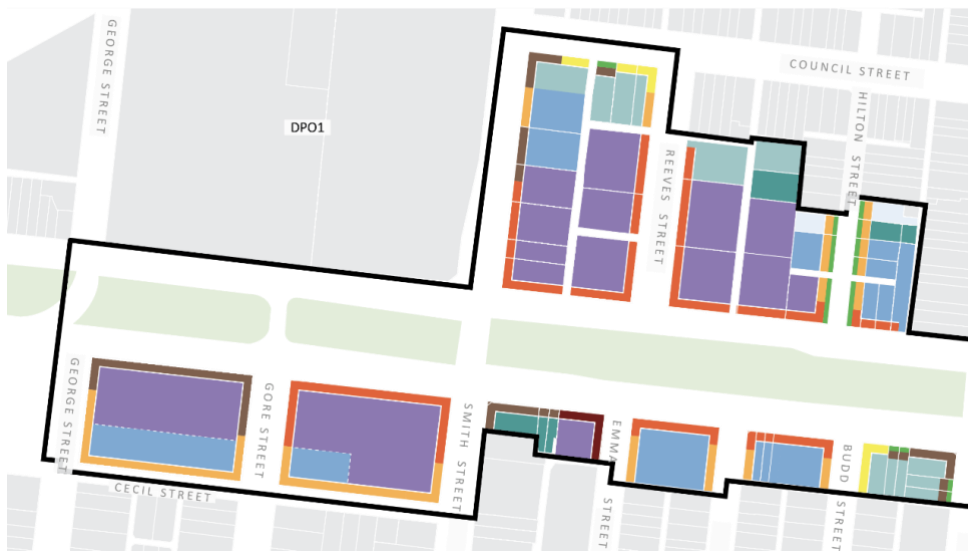 GEORGE STREET
COUNCIL STREET
HILTON STREET
DPO1
REEVES STREET
GEORGE STREET
GORE STREET
SMITH STREET
EMMA STREET
BUDD STREET
CECIL STREET